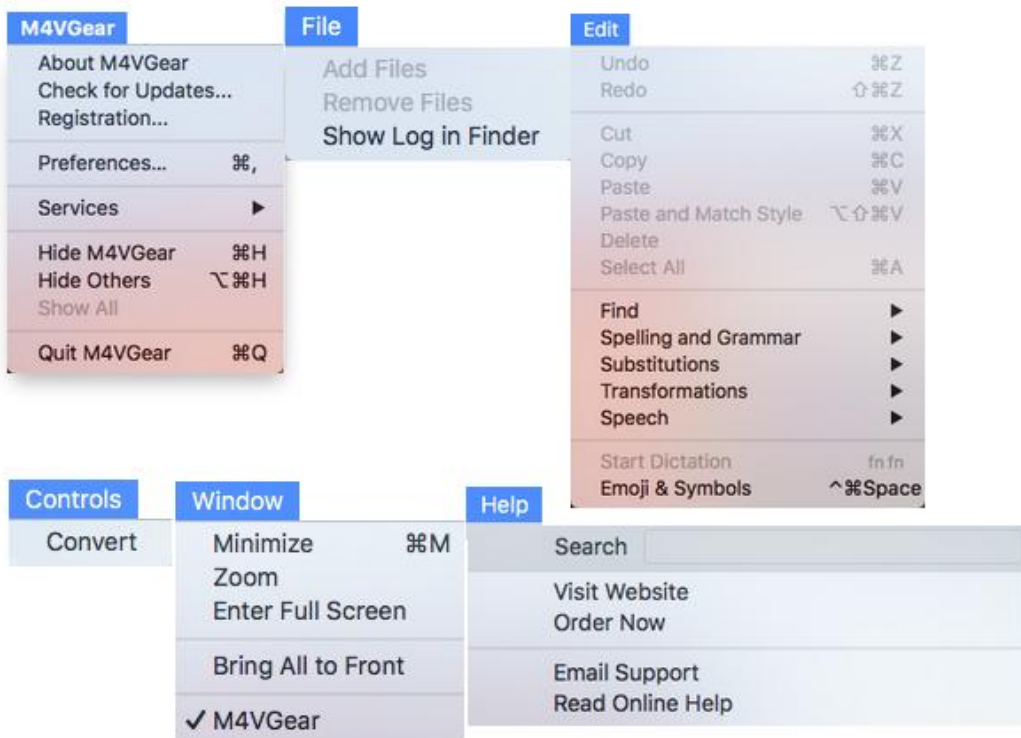 M4VGear
About M4VGear
Check for Updates...
Registration...
Preferences... ⌘,
Services ▶
Hide M4VGear ⌘H
Hide Others ⌥⌘H
Show All
Quit M4VGear ⌘Q
File
Add Files
Remove Files
Show Log in Finder
Edit
Undo ⌘Z
Redo ⇧⌘Z
Cut ⌘X
Copy ⌘C
Paste ⌘V
Paste and Match Style ⌥⇧⌘V
Delete
Select All ⌘A
Find ▶
Spelling and Grammar ▶
Substitutions ▶
Transformations ▶
Speech ▶
Start Dictation fn fn
Emoji & Symbols ^⌘Space
Controls
Convert
Window
Minimize ⌘M
Zoom
Enter Full Screen
Bring All to Front
✓ M4VGear
Help
Search
Visit Website
Order Now
Email Support
Read Online Help